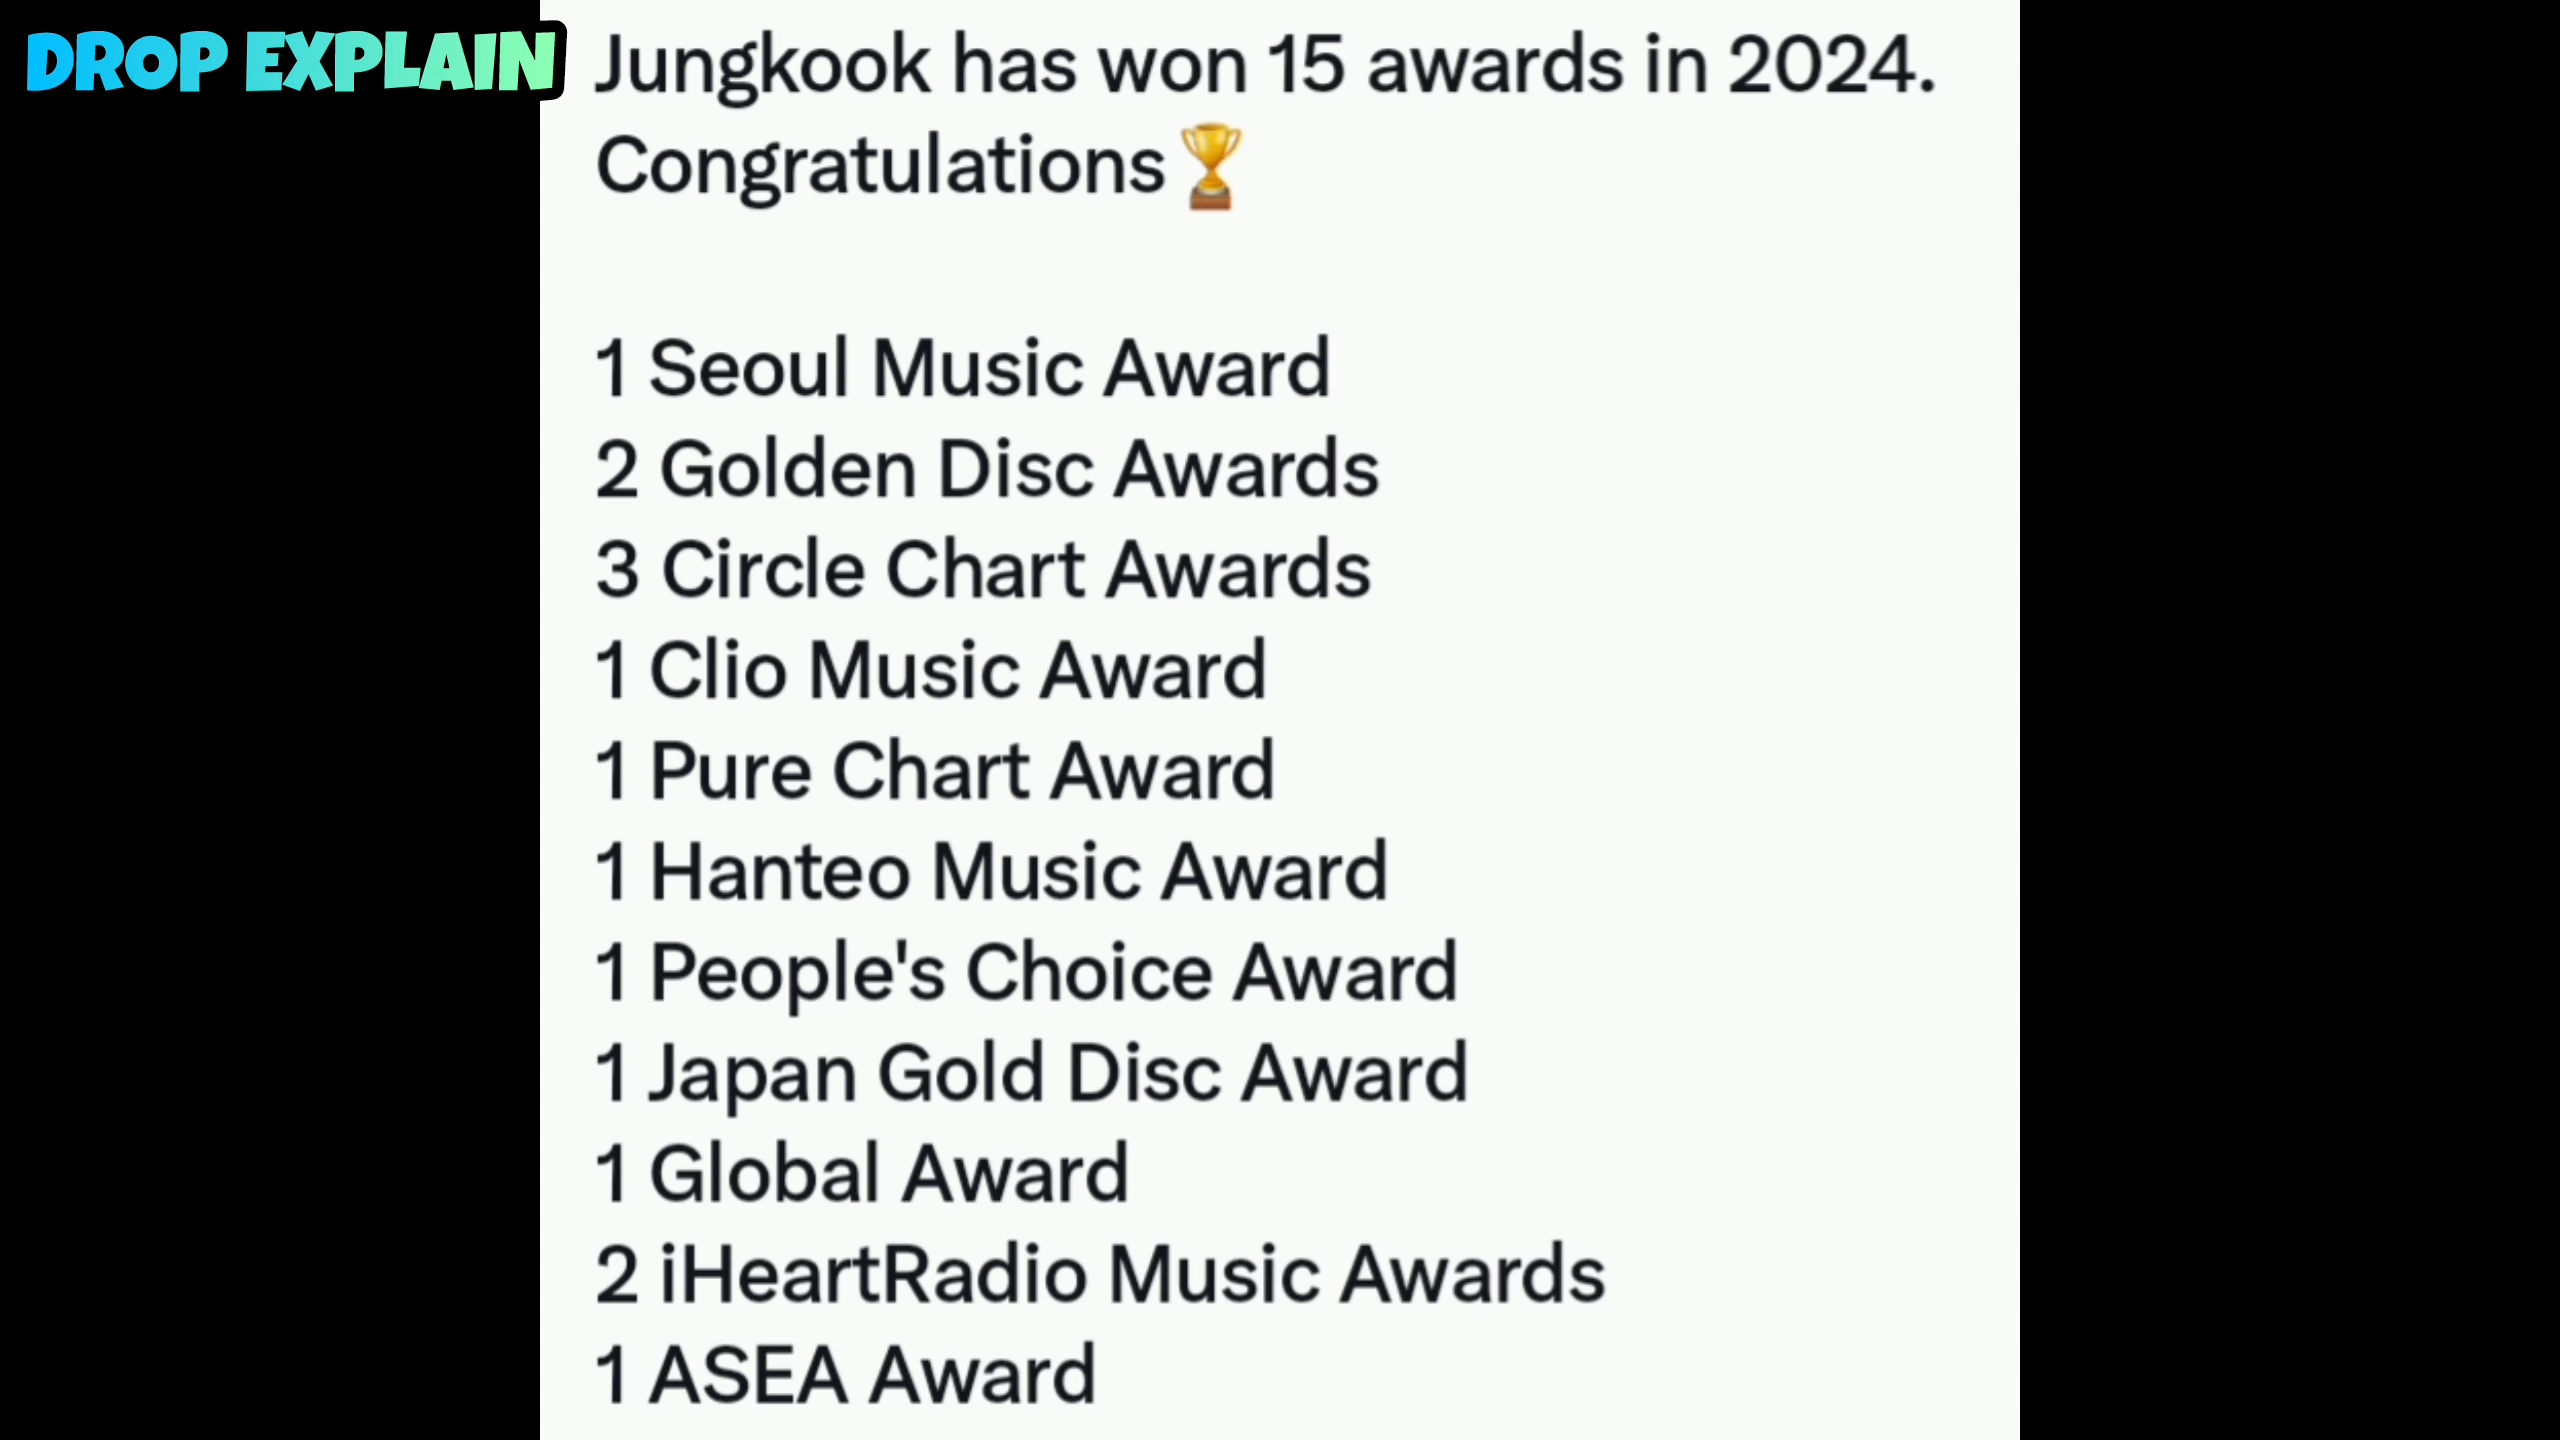 DROP EXPLAIN
Jungkook has won 15 awards in 2024.
Congratulations🏆
1 Seoul Music Award
2 Golden Disc Awards
3 Circle Chart Awards
1 Clio Music Award
1 Pure Chart Award
1 Hanteo Music Award
1 People's Choice Award
1 Japan Gold Disc Award
1 Global Award
2 iHeartRadio Music Awards
1 ASEA Award